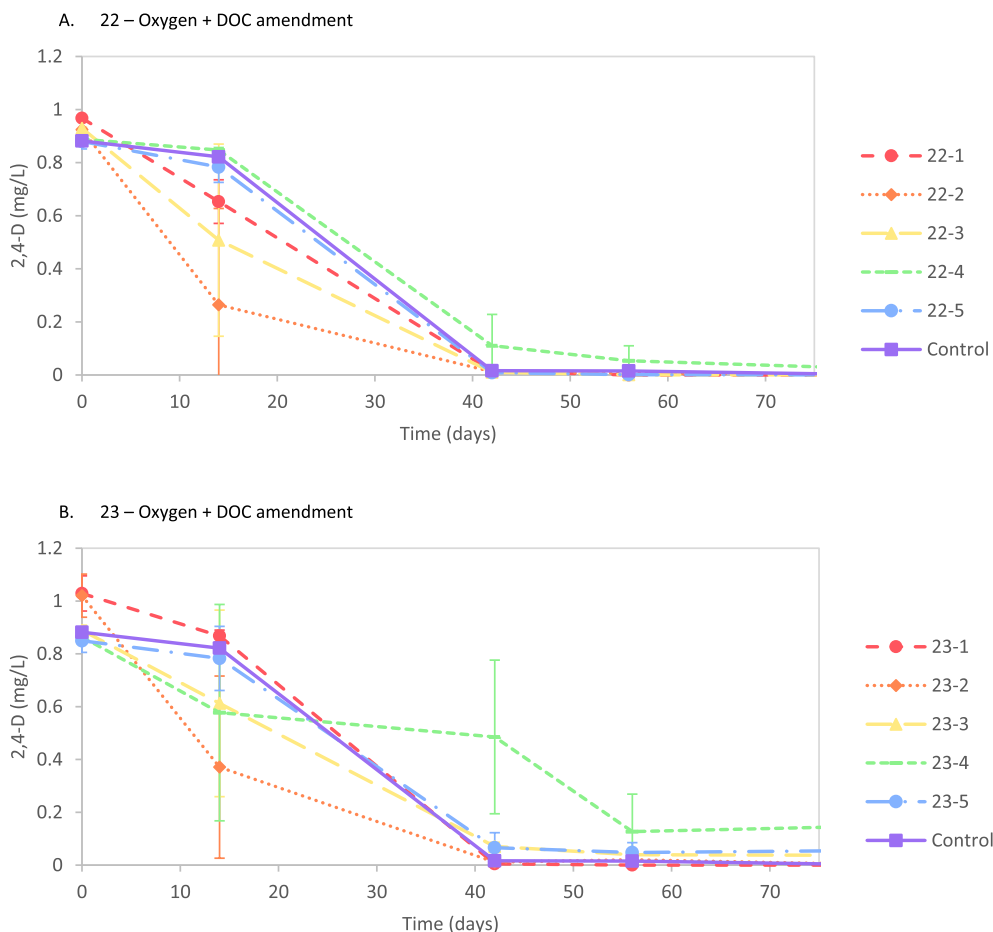 A. 22 – Oxygen + DOC amendment
1.2
1
0.8
0.6
0.4
0.2
0
2,4-D (mg/L)
0 10 20 30 40 50 60 70
Time (days)
22-1
22-2
22-3
22-4
22-5
Control
B. 23 – Oxygen + DOC amendment
1.2
1
0.8
0.6
0.4
0.2
0
2,4-D (mg/L)
0 10 20 30 40 50 60 70
Time (days)
23-1
23-2
23-3
23-4
23-5
Control